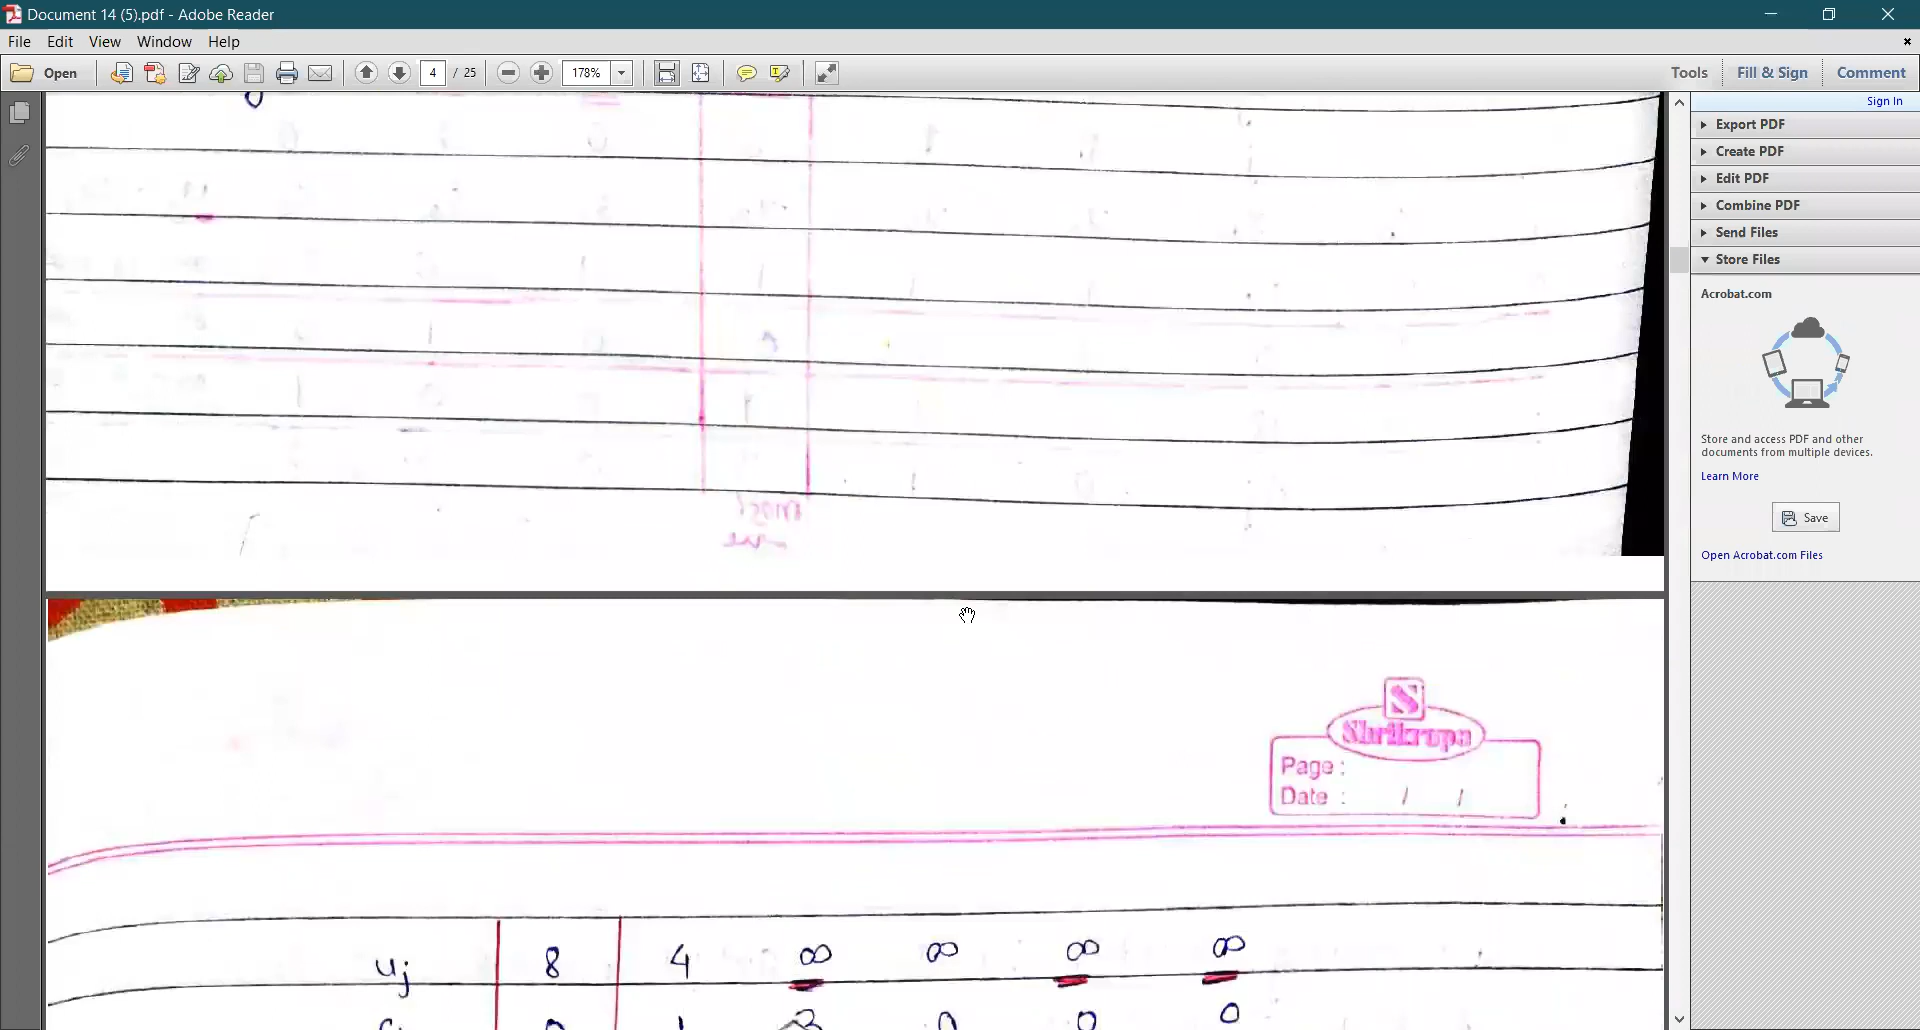 Document 14 (5).pdf - Adobe Reader
File Edit View Window Help
Open 4 / 25 178% Tools Fill & Sign Comment
Sign In
Export PDF
Create PDF
Edit PDF
Combine PDF
Send Files
Store Files
Acrobat.com
Store and access PDF and other
documents from multiple devices.
Learn More
Save
Open Acrobat.com Files
S
Shrikrupa
Page :
Date : / /
uj 8 4 ∞ ∞ ∞ ∞
0 0 0